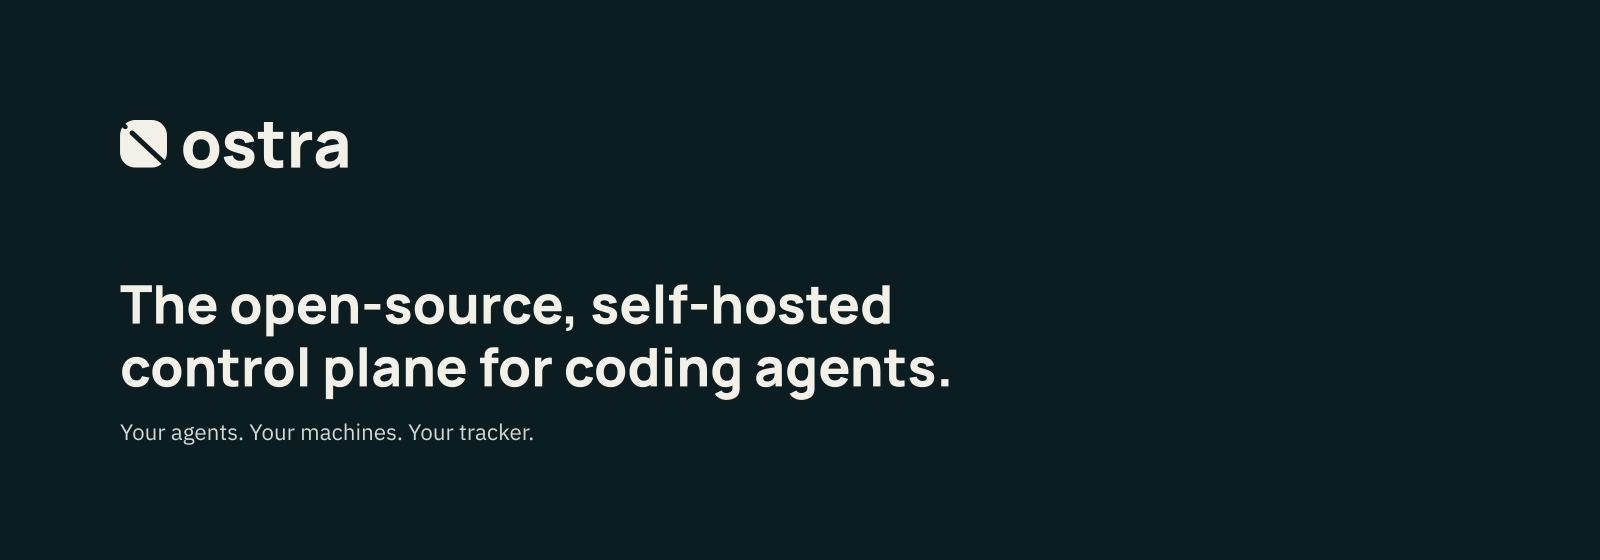 ostra
The open-source, self-hosted
control plane for coding agents.
Your agents. Your machines. Your tracker.